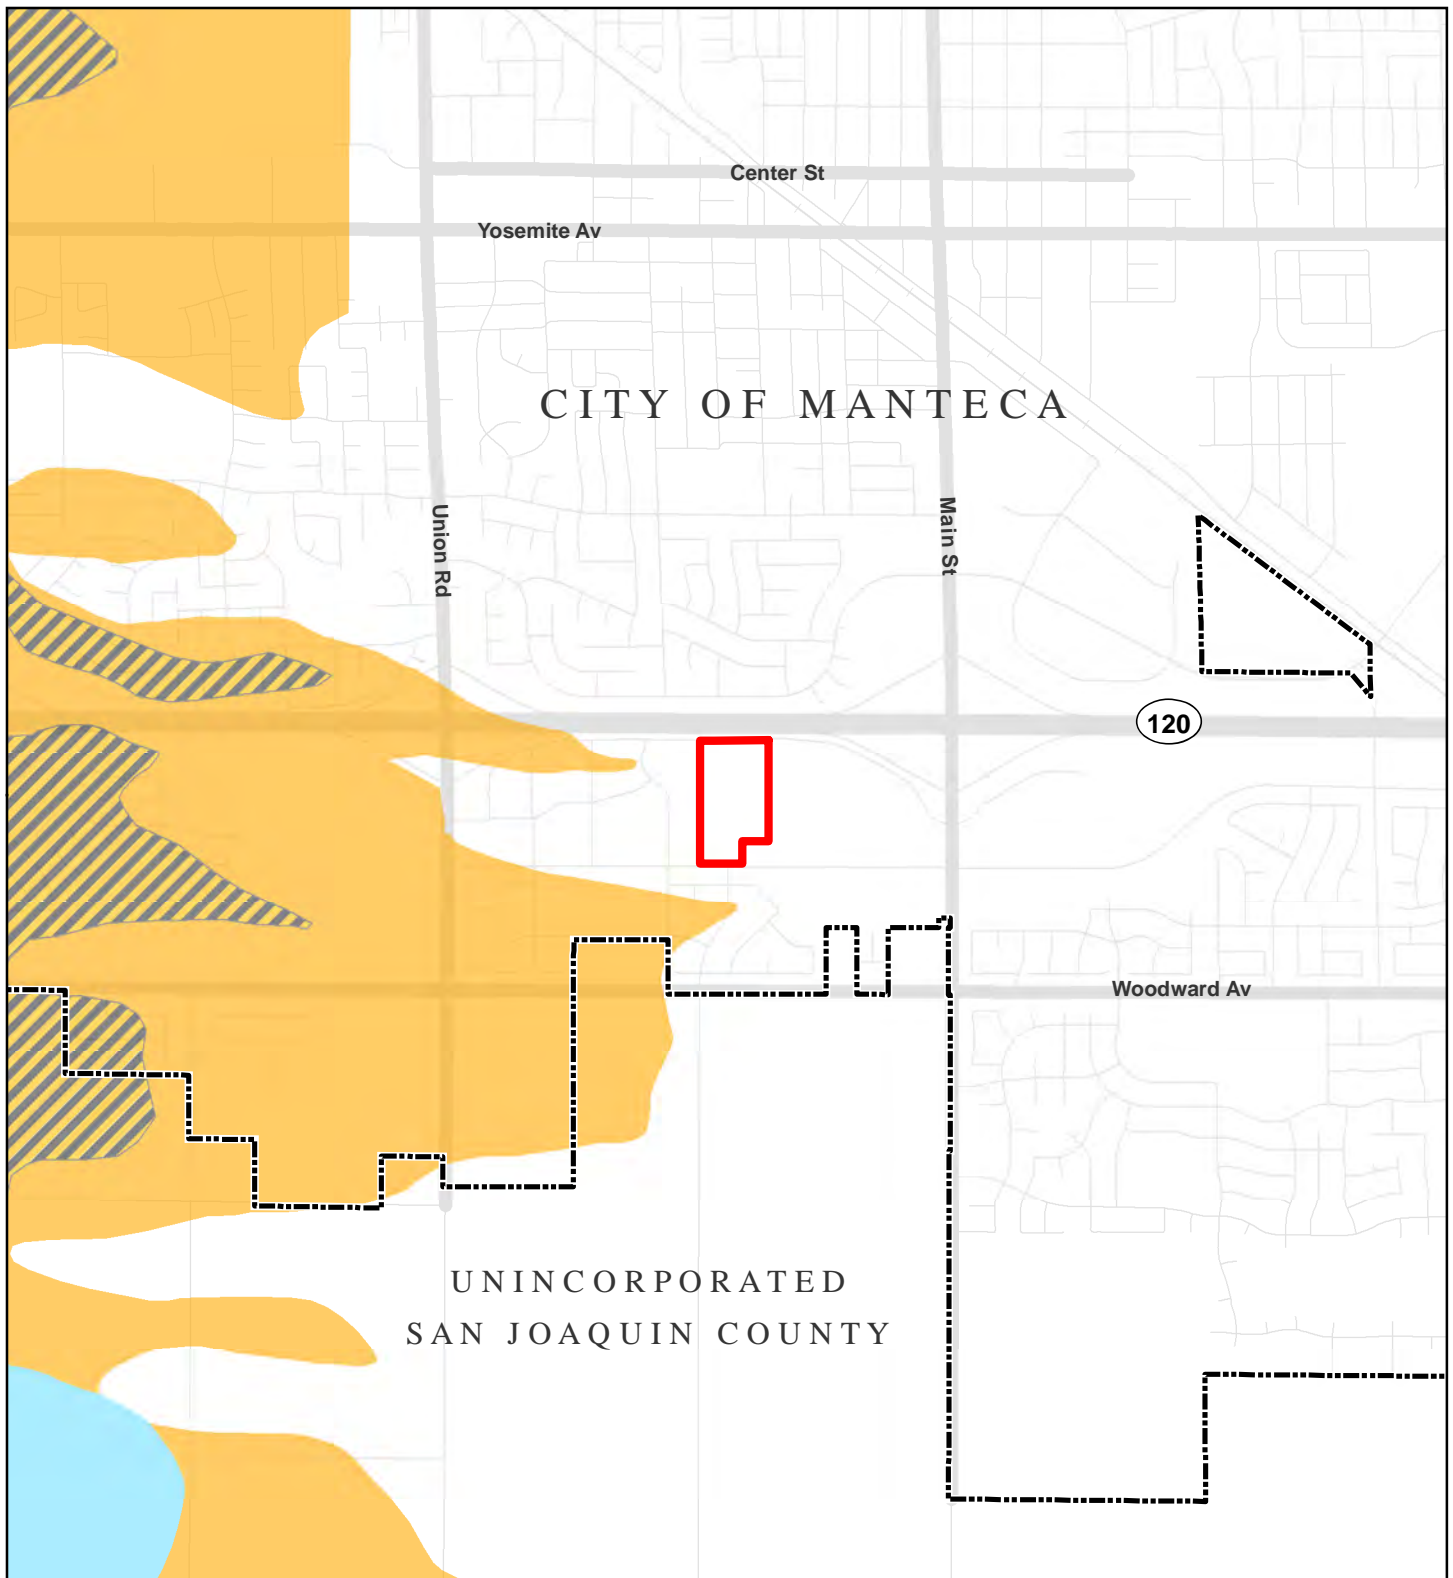 Center St
Yosemite Av
CITY OF MANTECA
Union Rd
Main St
120
Woodward Av
UNINCORPORATED
SAN JOAQUIN COUNTY